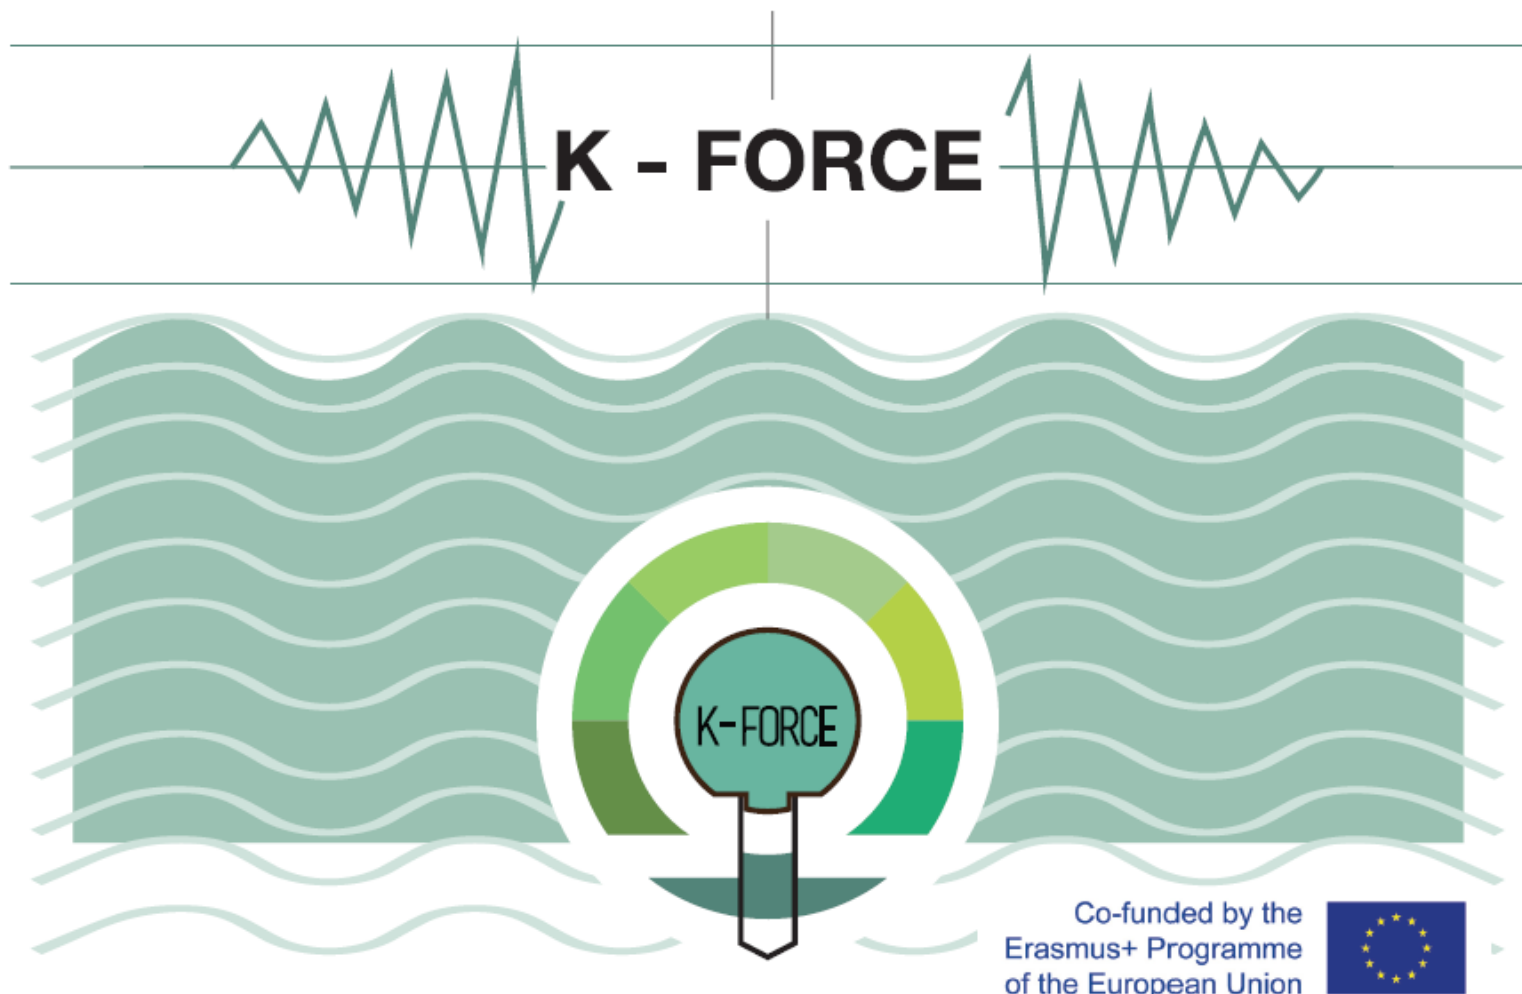 K - FORCE
K-FORCE
Co-funded by the
Erasmus+ Programme
of the European Union